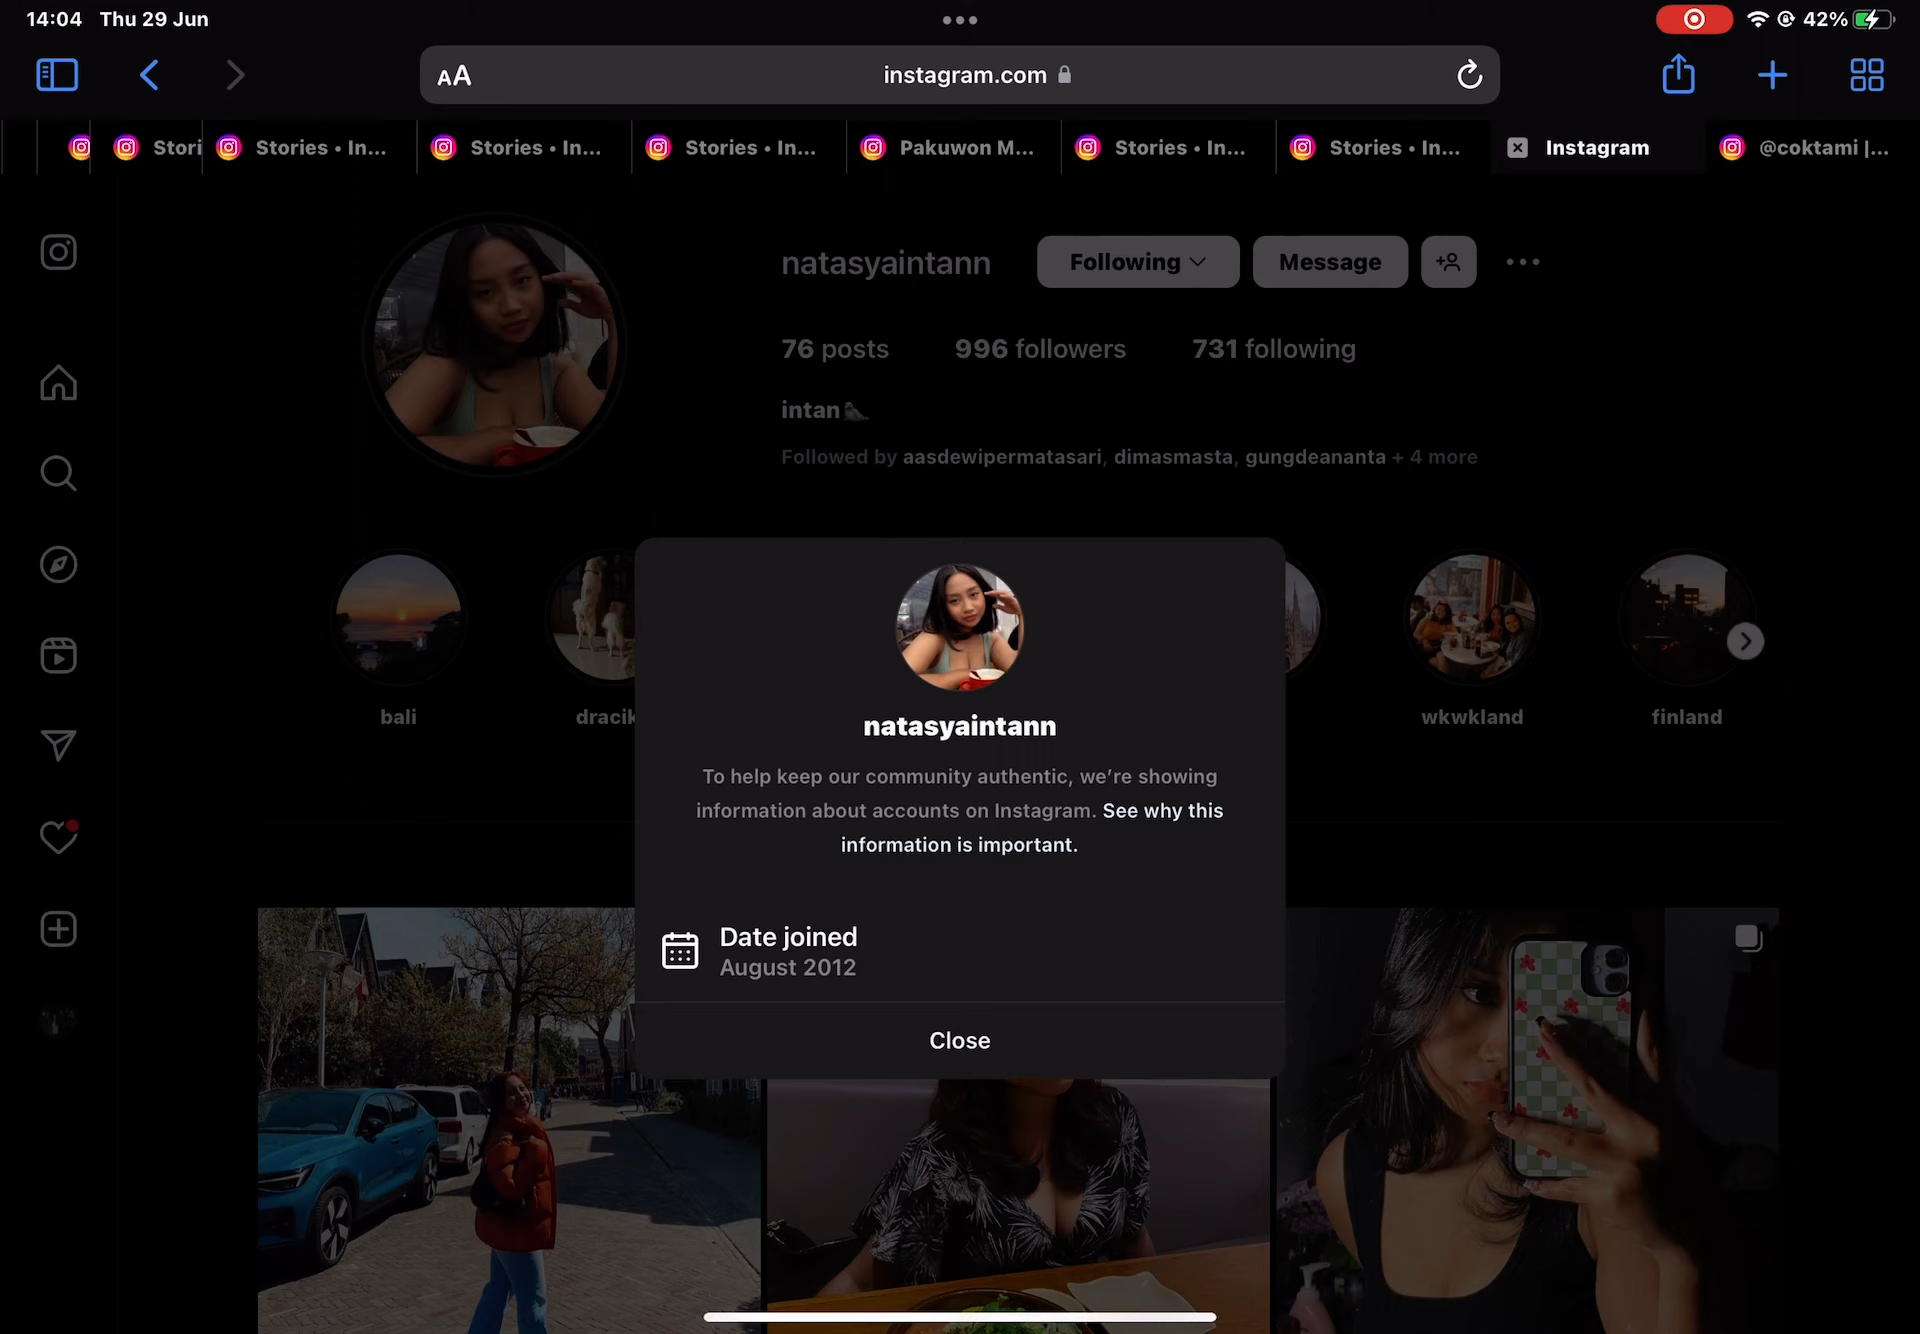 14:04 Thu 29 Jun
42%
AA
instagram.com
Stori
Stories • In...
Stories • In...
Stories • In...
Pakuwon M...
Stories • In...
Stories • In...
Instagram
@coktami |...
natasyaintann
Following
Message
76 posts
996 followers
731 following
intan
Followed by aasdewipermatasari, dimasmasta, gungdeananta + 4 more
bali
dracik
wkwkland
finland
natasyaintann
To help keep our community authentic, we’re showing
information about accounts on Instagram. See why this
information is important.
Date joined
August 2012
Close